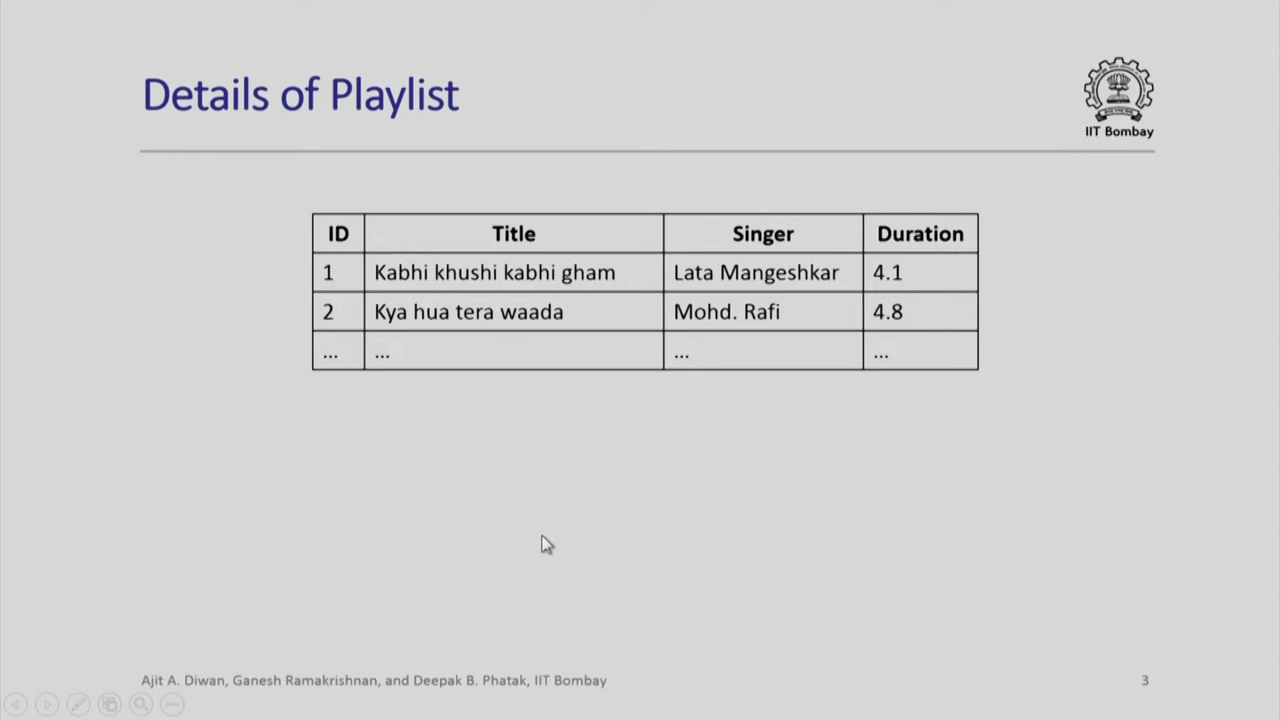 Details of Playlist
IIT Bombay
ID Title Singer Duration
1 Kabhi khushi kabhi gham Lata Mangeshkar 4.1
2 Kya hua tera waada Mohd. Rafi 4.8
... ... ... ...
Ajit A. Diwan, Ganesh Ramakrishnan, and Deepak B. Phatak, IIT Bombay 3